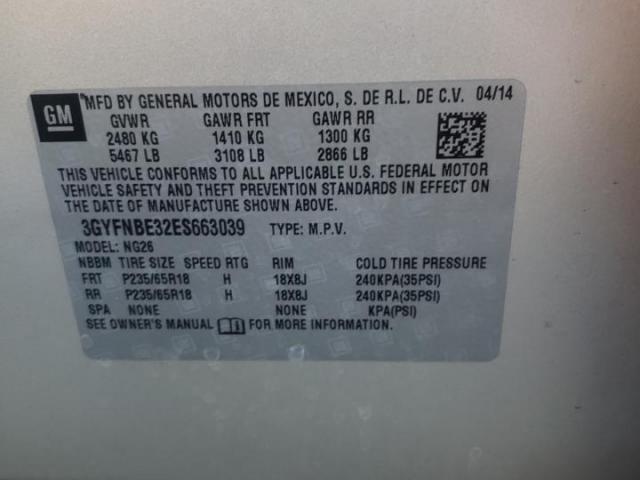 GM
MFD BY GENERAL MOTORS DE MEXICO, S. DE R.L. DE C.V. 04/14
GVWR GAWR FRT GAWR RR
2480 KG 1410 KG 1300 KG
5467 LB 3108 LB 2866 LB
THIS VEHICLE CONFORMS TO ALL APPLICABLE U.S. FEDERAL MOTOR
VEHICLE SAFETY AND THEFT PREVENTION STANDARDS IN EFFECT ON
THE DATE OF MANUFACTURE SHOWN ABOVE.
3GYFNBE32ES663039 TYPE: M.P.V.
MODEL: NG26
NBBM TIRE SIZE SPEED RTG RIM COLD TIRE PRESSURE
FRT P235/65R18 H 18X8J 240KPA(35PSI)
RR P235/65R18 H 18X8J 240KPA(35PSI)
SPA NONE NONE KPA(PSI)
SEE OWNER'S MANUAL FOR MORE INFORMATION.